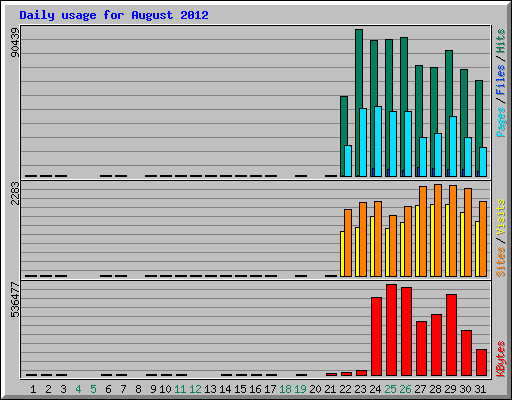 Daily usage for August 2012
90439
Pages / Files / Hits
2283
Sites / Visits
536477
KBytes
1 2 3 4 5 6 7 8 9 10 11 12 13 14 15 16 17 18 19 20 21 22 23 24 25 26 27 28 29 30 31